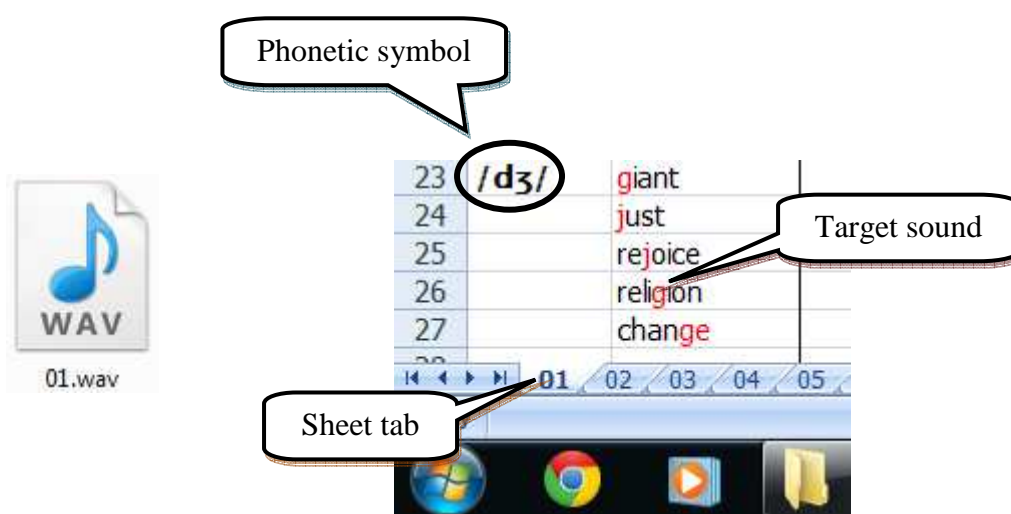 Phonetic symbol
23 /dʒ/ giant
24 just
Target sound
25 rejoice
26 religion
WAV
27 change
01.wav
01 02 03 04 05
Sheet tab